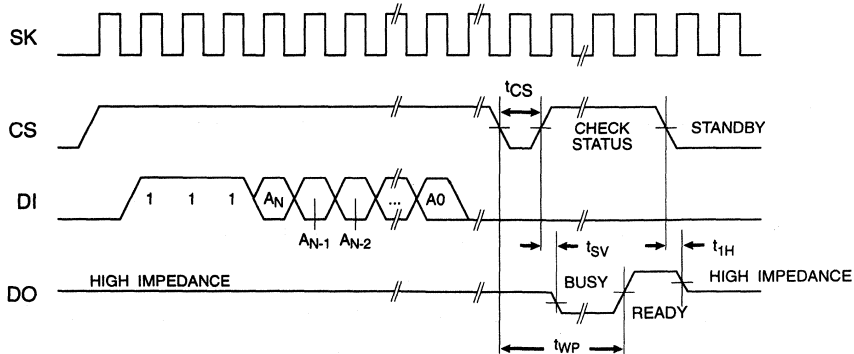 SK
tCS
CS
CHECK
STATUS
STANDBY
DI
1 1 1 AN AN-1 AN-2 ... A0
tSV
t1H
DO
HIGH IMPEDANCE
BUSY
READY
HIGH IMPEDANCE
tWP